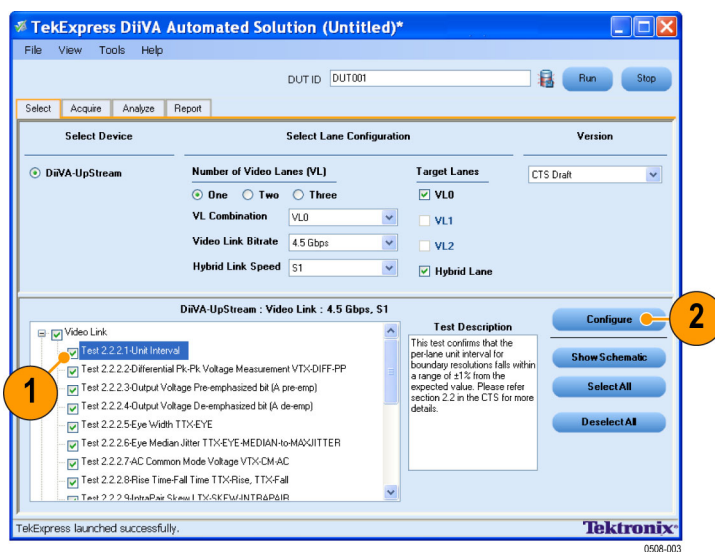 TekExpress DiiVA Automated Solution (Untitled)*
File View Tools Help
DUT ID DUT001 Run Stop
Select Acquire Analyze Report
Select Device Select Lane Configuration Version
DiiVA-UpStream Number of Video Lanes (VL) Target Lanes CTS Draft
One Two Three VL0
VL Combination VL0 VL1
Video Link Bitrate 4.5 Gbps VL2
Hybrid Link Speed S1 Hybrid Lane
DiiVA-UpStream : Video Link : 4.5 Gbps, S1
Video Link
Test 2.2.2.1-Unit Interval
Test 2.2.2.2-Differential Pk-Pk Voltage Measurement VTX-DIFF-PP
Test 2.2.2.3-Output Voltage Pre-emphasized bit (A pre-emp)
Test 2.2.2.4-Output Voltage De-emphasized bit (A de-emp)
Test 2.2.2.5-Eye Width TTX-EYE
Test 2.2.2.6-Eye Median Jitter TTX-EYE-MEDIAN-to-MAXJITTER
Test 2.2.2.7-AC Common Mode Voltage VTX-CM-AC
Test 2.2.2.8-Rise Time-Fall Time TTX-Rise, TTX-Fall
Test 2.2.2.9-IntraPair Skew LTX-SKEW-INTRAPAIR
Test Description
This test confirms that the
per-lane unit interval for
boundary resolutions falls within
a range of ±1% from the
expected value. Please refer
section 2.2 in the CTS for more
details.
Configure
Show Schematic
Select All
Deselect All
1
2
TekExpress launched successfully.
Tektronix
0508-003